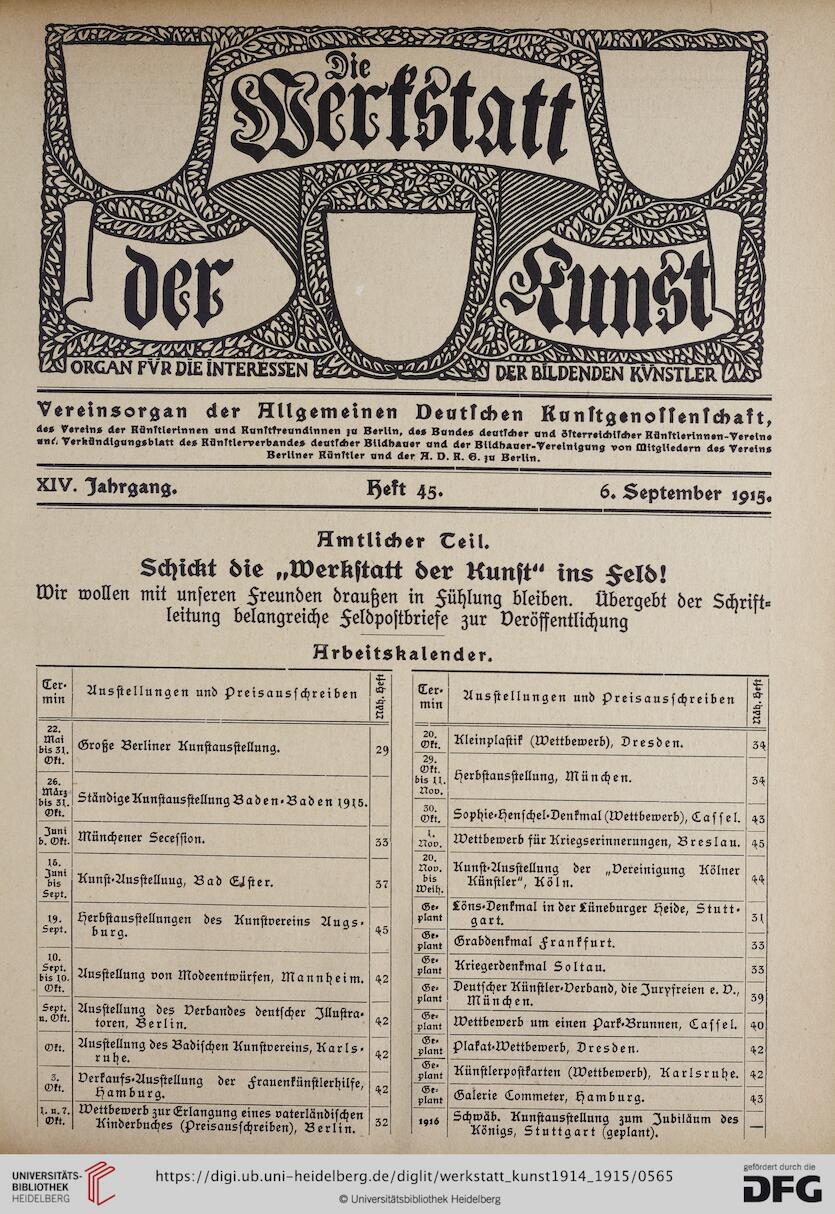 Die
Werkstatt
der
Kunst
ORGAN FVR DIE INTERESSEN
DER BILDENDEN KVNSTLER
Vereinsorgan der Allgemeinen Deutschen Kunstgenossenschaft,
des Vereins der Künstlerinnen und Kunstfreundinnen zu Berlin, des Bundes deutscher und österreichischer Künstlerinnen-Vereine
und Verkündigungsblatt des Künstlerverbandes deutscher Bildhauer und der Bildhauer-Vereinigung von Mitgliedern des Vereins
Berliner Künstler und der A. D. K. G. zu Berlin.
XIV. Jahrgang.
Heft 45.
6. September 1915.
Amtlicher Teil.
Schickt die „Werkstatt der Kunst“ ins Feld!
Wir wollen mit unseren Freunden draußen in Fühlung bleiben. Übergebt der Schrift-
leitung belangreiche Feldpostbriefe zur Veröffentlichung
Arbeitskalender.
Ter-
min
Ausstellungen und Preisausschreiben
Näh. Heft
22.
Mai
bis 31.
Okt.
Große Berliner Kunstausstellung.
29
26.
März
bis 31.
Okt.
Ständige Kunstausstellung Baden-Baden 1915.
Juni
b. Okt.
Münchener Secession.
33
15.
Juni
bis
Sept.
Kunst-Ausstelluug, Bad Elster.
37
19.
Sept.
Herbstausstellungen des Kunstvereins Augs-
burg.
45
10.
Sept.
bis 10.
Okt.
Ausstellung von Modeentwürfen, Mannheim.
42
Sept.
u. Okt.
Ausstellung des Verbandes deutscher Illustra-
toren, Berlin.
42
Okt.
Ausstellung des Badischen Kunstvereins, Karls-
ruhe.
42
3.
Okt.
Verkaufs-Ausstellung der Frauenkünstlerhilfe,
Hamburg.
42
1. u. 7.
Okt.
Wettbewerb zur Erlangung eines vaterländischen
Kinderbuches (Preisausschreiben), Berlin.
32
Ter-
min
Ausstellungen und Preisausschreiben
Näh. Heft
20.
Okt.
Kleinplastik (Wettbewerb), Dresden.
34
29.
Okt.
bis 11.
Nov.
Herbstausstellung, München.
34
30.
Okt.
Sophie-Henschel-Denkmal (Wettbewerb), Cassel.
43
1.
Nov.
Wettbewerb für Kriegserinnerungen, Breslau.
45
20.
Nov.
bis
Weih.
Kunst-Ausstellung der „Vereinigung Kölner
Künstler“, Köln.
44
Ge-
plant
Löns-Denkmal in der Lüneburger Heide, Stutt-
gart.
31
Ge-
plant
Grabdenkmal Frankfurt.
33
Ge-
plant
Kriegerdenkmal Soltau.
33
Ge-
plant
Deutscher Künstler-Verband, die Juryfreien e. V.,
München.
39
Ge-
plant
Wettbewerb um einen Park-Brunnen, Cassel.
40
Ge-
plant
Plakat-Wettbewerb, Dresden.
42
Ge-
plant
Künstlerpostkarten (Wettbewerb), Karlsruhe.
42
Ge-
plant
Galerie Commeter, Hamburg.
43
1916
Schwäb. Kunstausstellung zum Jubiläum des
Königs, Stuttgart (geplant).
—
UNIVERSITÄTS-
BIBLIOTHEK
HEIDELBERG
https://digi.ub.uni-heidelberg.de/diglit/werkstatt_kunst1914_1915/0565
© Universitätsbibliothek Heidelberg
gefördert durch die
DFG